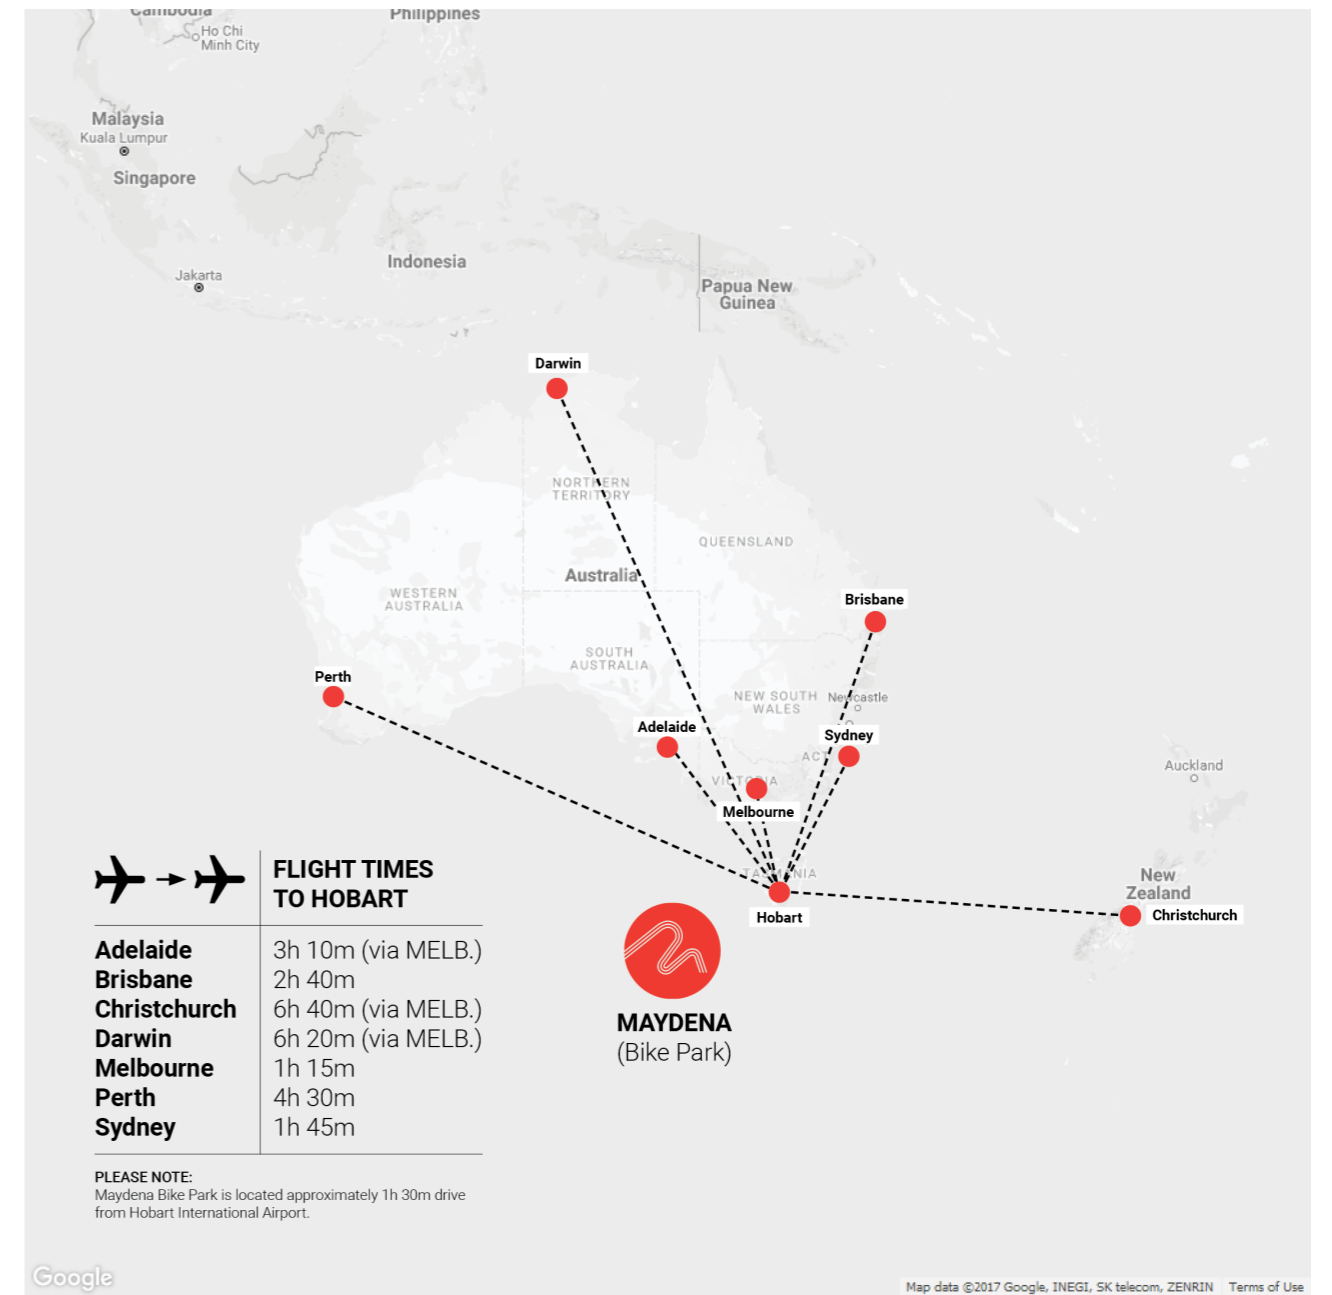 Cambodia
Philippines
Ho Chi
Minh City
Malaysia
Kuala Lumpur
Singapore
Indonesia
Jakarta
Papua New
Guinea
Darwin
NORTHERN
TERRITORY
QUEENSLAND
Australia
WESTERN
AUSTRALIA
Brisbane
SOUTH
AUSTRALIA
Perth
NEW SOUTH
WALES
Newcastle
Adelaide
Sydney
ACT
Auckland
VICTORIA
Melbourne
TASMANIA
New
Zealand
Hobart
Christchurch
FLIGHT TIMES
TO HOBART
Adelaide 3h 10m (via MELB.)
Brisbane 2h 40m
Christchurch 6h 40m (via MELB.)
Darwin 6h 20m (via MELB.)
Melbourne 1h 15m
Perth 4h 30m
Sydney 1h 45m
MAYDENA
(Bike Park)
PLEASE NOTE:
Maydena Bike Park is located approximately 1h 30m drive
from Hobart International Airport.
Google
Map data ©2017 Google, INEGI, SK telecom, ZENRIN Terms of Use